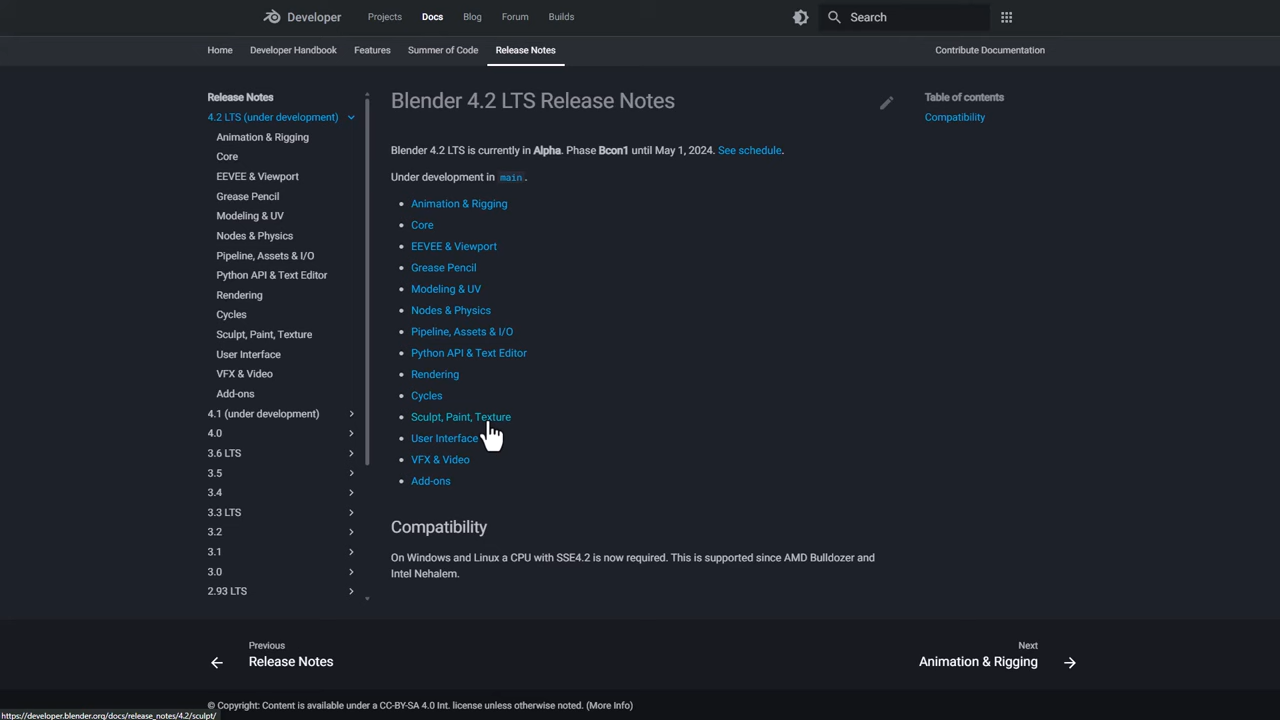 Developer
Projects
Docs
Blog
Forum
Builds
Search
Home
Developer Handbook
Features
Summer of Code
Release Notes
Contribute Documentation
Release Notes
4.2 LTS (under development)
Animation & Rigging
Core
EEVEE & Viewport
Grease Pencil
Modeling & UV
Nodes & Physics
Pipeline, Assets & I/O
Python API & Text Editor
Rendering
Cycles
Sculpt, Paint, Texture
User Interface
VFX & Video
Add-ons
4.1 (under development)
4.0
3.6 LTS
3.5
3.4
3.3 LTS
3.2
3.1
3.0
2.93 LTS
Blender 4.2 LTS Release Notes
Blender 4.2 LTS is currently in Alpha. Phase Bcon1 until May 1, 2024. See schedule.
Under development in main.
Animation & Rigging
Core
EEVEE & Viewport
Grease Pencil
Modeling & UV
Nodes & Physics
Pipeline, Assets & I/O
Python API & Text Editor
Rendering
Cycles
Sculpt, Paint, Texture
User Interface
VFX & Video
Add-ons
Compatibility
On Windows and Linux a CPU with SSE4.2 is now required. This is supported since AMD Bulldozer and
Intel Nehalem.
Table of contents
Compatibility
Previous
Release Notes
Next
Animation & Rigging
© Copyright: Content is available under a CC-BY-SA 4.0 Int. license unless otherwise noted. (More Info)
https://developer.blender.org/docs/release_notes/4.2/sculpt/